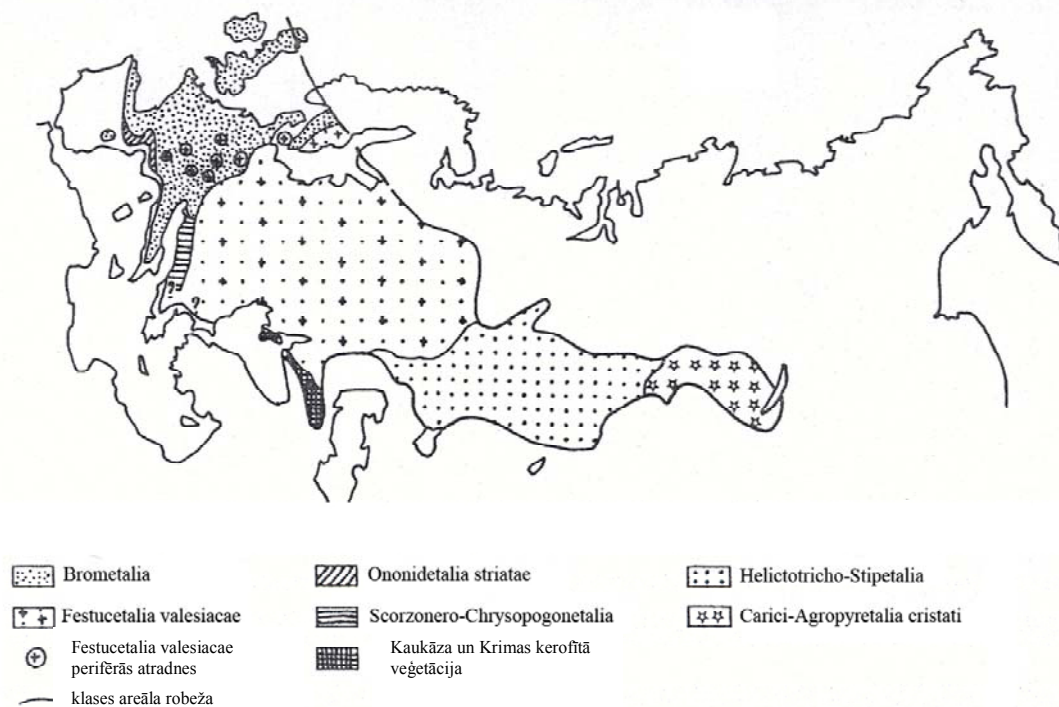 Brometalia
Ononidetalia striatae
Helictotricho-Stipetalia
Festucetalia valesiacae
Scorzonero-Chrysopogonetalia
Carici-Agropyretalia cristati
Festucetalia valesiacae
perifērās atradnes
Kaukāza un Krimas kerofītā
veģetācija
klases areāla robeža
? ?